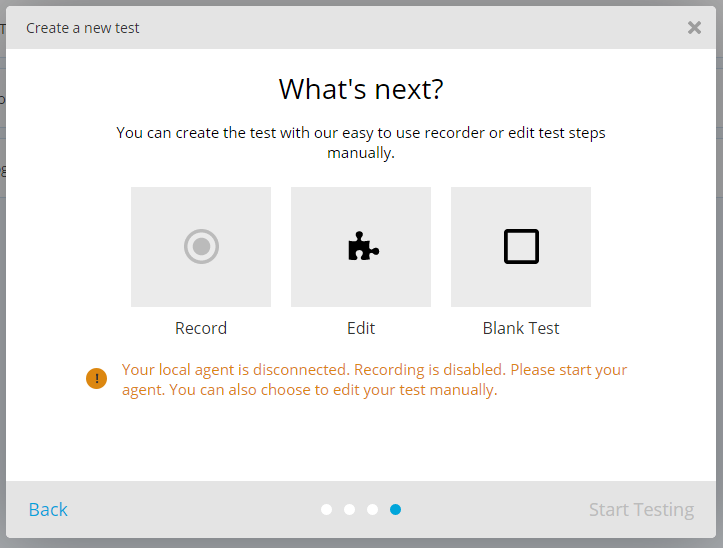 Create a new test
What's next?
You can create the test with our easy to use recorder or edit test steps
manually.
Record
Edit
Blank Test
Your local agent is disconnected. Recording is disabled. Please start your
agent. You can also choose to edit your test manually.
Back
Start Testing